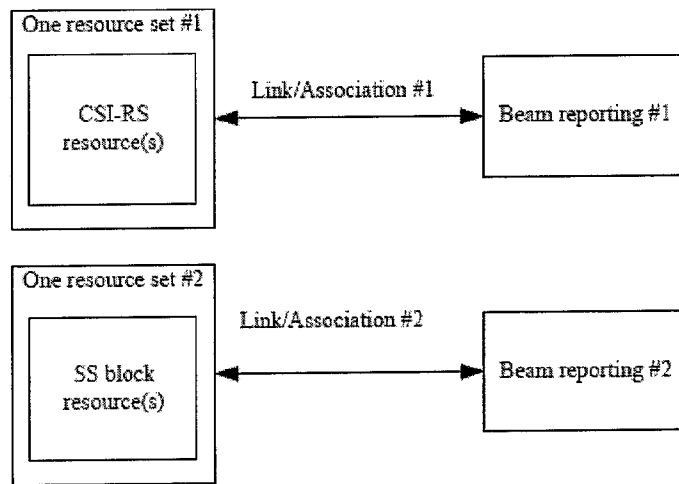 One resource set #1
CSI-RS
resource(s)
Link/Association #1
Beam reporting #1
One resource set #2
SS block
resource(s)
Link/Association #2
Beam reporting #2